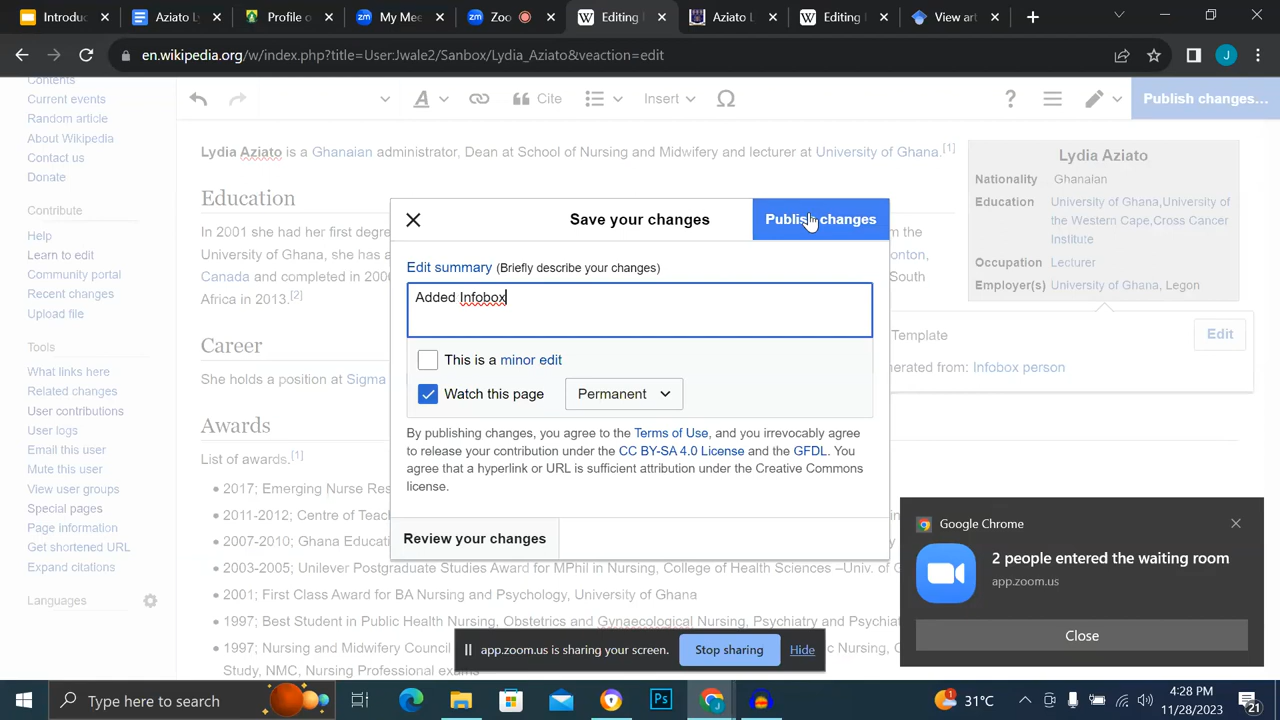 Introdu
Aziato Ly
Profile o
My Mee
Zoo
Editing
Aziato L
Editing
View art
en.wikipedia.org/w/index.php?title=User:Jwale2/Sanbox/Lydia_Aziato&veaction=edit
J
Contents
Current events
Random article
About Wikipedia
Contact us
Donate
Contribute
Help
Learn to edit
Community portal
Recent changes
Upload file
Tools
What links here
Related changes
User contributions
User logs
Email this user
Mute this user
View user groups
Special pages
Page information
Get shortened URL
Expand citations
Languages
A
Cite
Insert
Ω
?
Publish changes...
Lydia Aziato is a Ghanaian administrator, Dean at School of Nursing and Midwifery and lecturer at University of Ghana.[1]
Education
In 2001 she had her first degre
University of Ghana, she has a
Canada and completed in 2006
Africa in 2013.[2]
m the
onton,
South
Career
She holds a position at Sigma
Awards
List of awards.[1]
2017; Emerging Nurse Res
2011-2012; Centre of Teac
2007-2010; Ghana Educati
2003-2005; Unilever Postgraduate Studies Award for MPhil in Nursing, College of Health Sciences –Univ. of G
2001; First Class Award for BA Nursing and Psychology, University of Ghana
1997; Best Student in Public Health Nursing, Obstetrics and Gynaecological Nursing, Psychiatry and Psychiat
1997; Nursing and Midwifery Council
c Nursing, G
Study, NMC, Nursing Professional exams
Lydia Aziato
Nationality Ghanaian
Education University of Ghana,University of the Western Cape,Cross Cancer Institute
Occupation Lecturer
Employer(s) University of Ghana, Legon
Template
Edit
nerated from: Infobox person
Save your changes
Publish changes
Edit summary (Briefly describe your changes)
Added Infobox
This is a minor edit
Watch this page
Permanent
By publishing changes, you agree to the Terms of Use, and you irrevocably agree
to release your contribution under the CC BY-SA 4.0 License and the GFDL. You
agree that a hyperlink or URL is sufficient attribution under the Creative Commons
license.
Review your changes
Google Chrome
2 people entered the waiting room
app.zoom.us
Close
app.zoom.us is sharing your screen.
Stop sharing
Hide
Type here to search
Ps
1
31°C
4:28 PM
11/28/2023
21